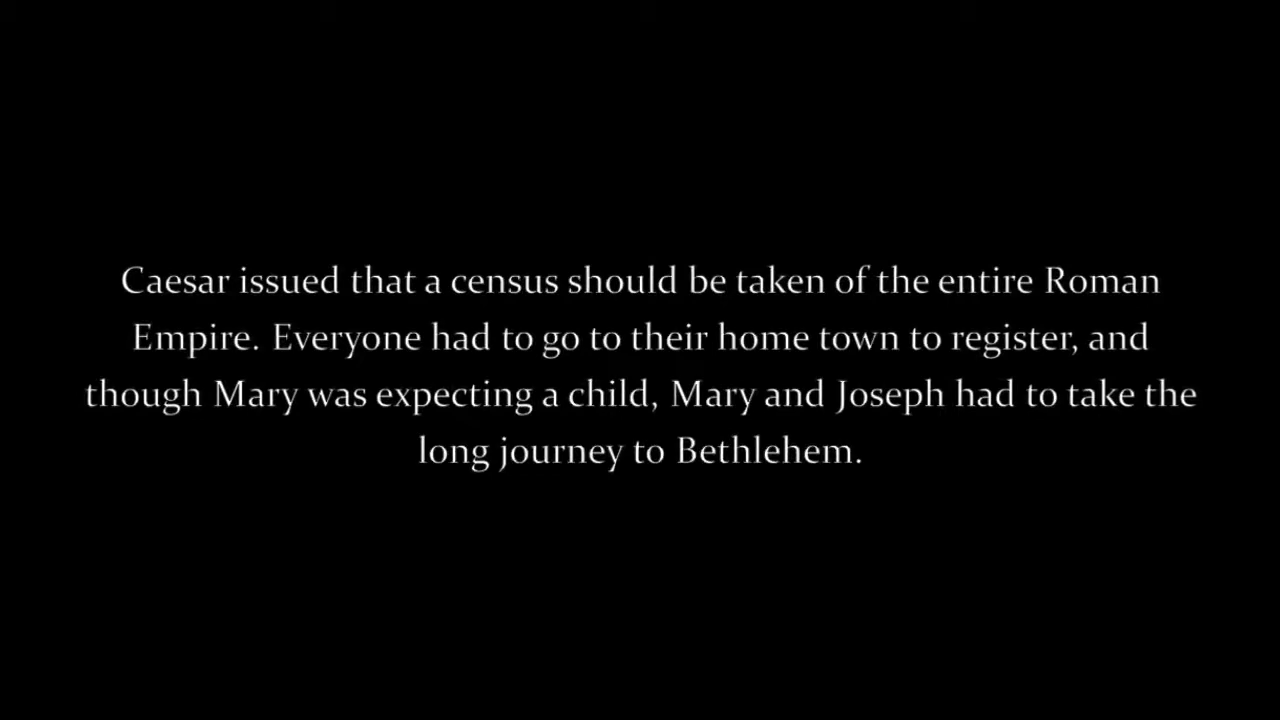 Caesar issued that a census should be taken of the entire Roman
Empire. Everyone had to go to their home town to register, and
though Mary was expecting a child, Mary and Joseph had to take the
long journey to Bethlehem.